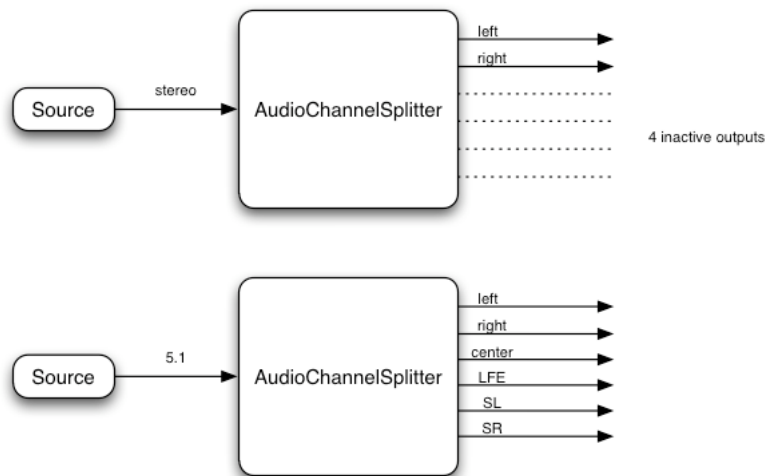 left
right
Source
stereo
AudioChannelSplitter
4 inactive outputs
left
right
center
LFE
SL
SR
Source
5.1
AudioChannelSplitter